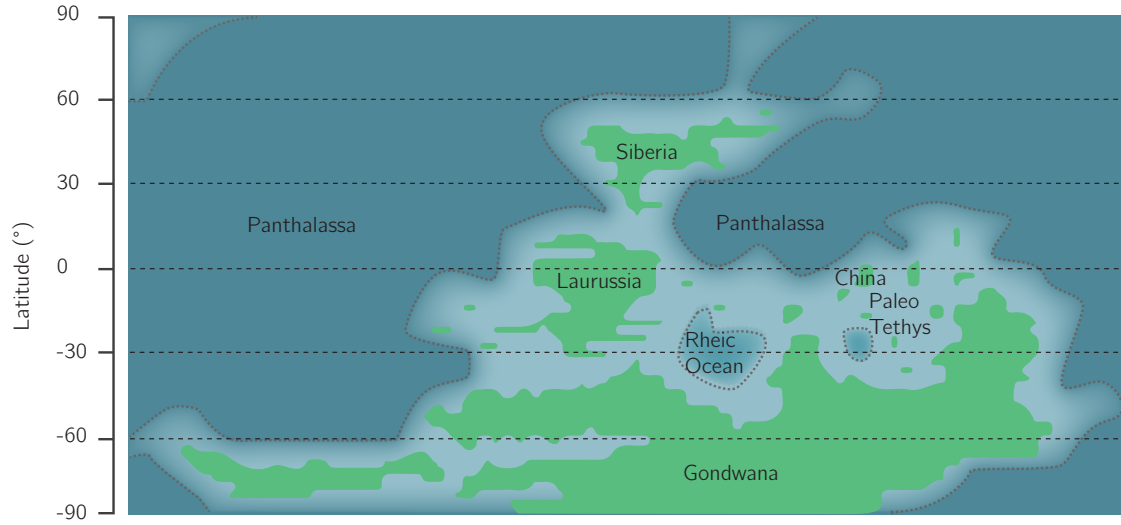 90
60
30
0
-30
-60
-90
Latitude (°)
Siberia
Panthalassa
Panthalassa
Laurussia
China
Paleo
Tethys
Rheic
Ocean
Gondwana